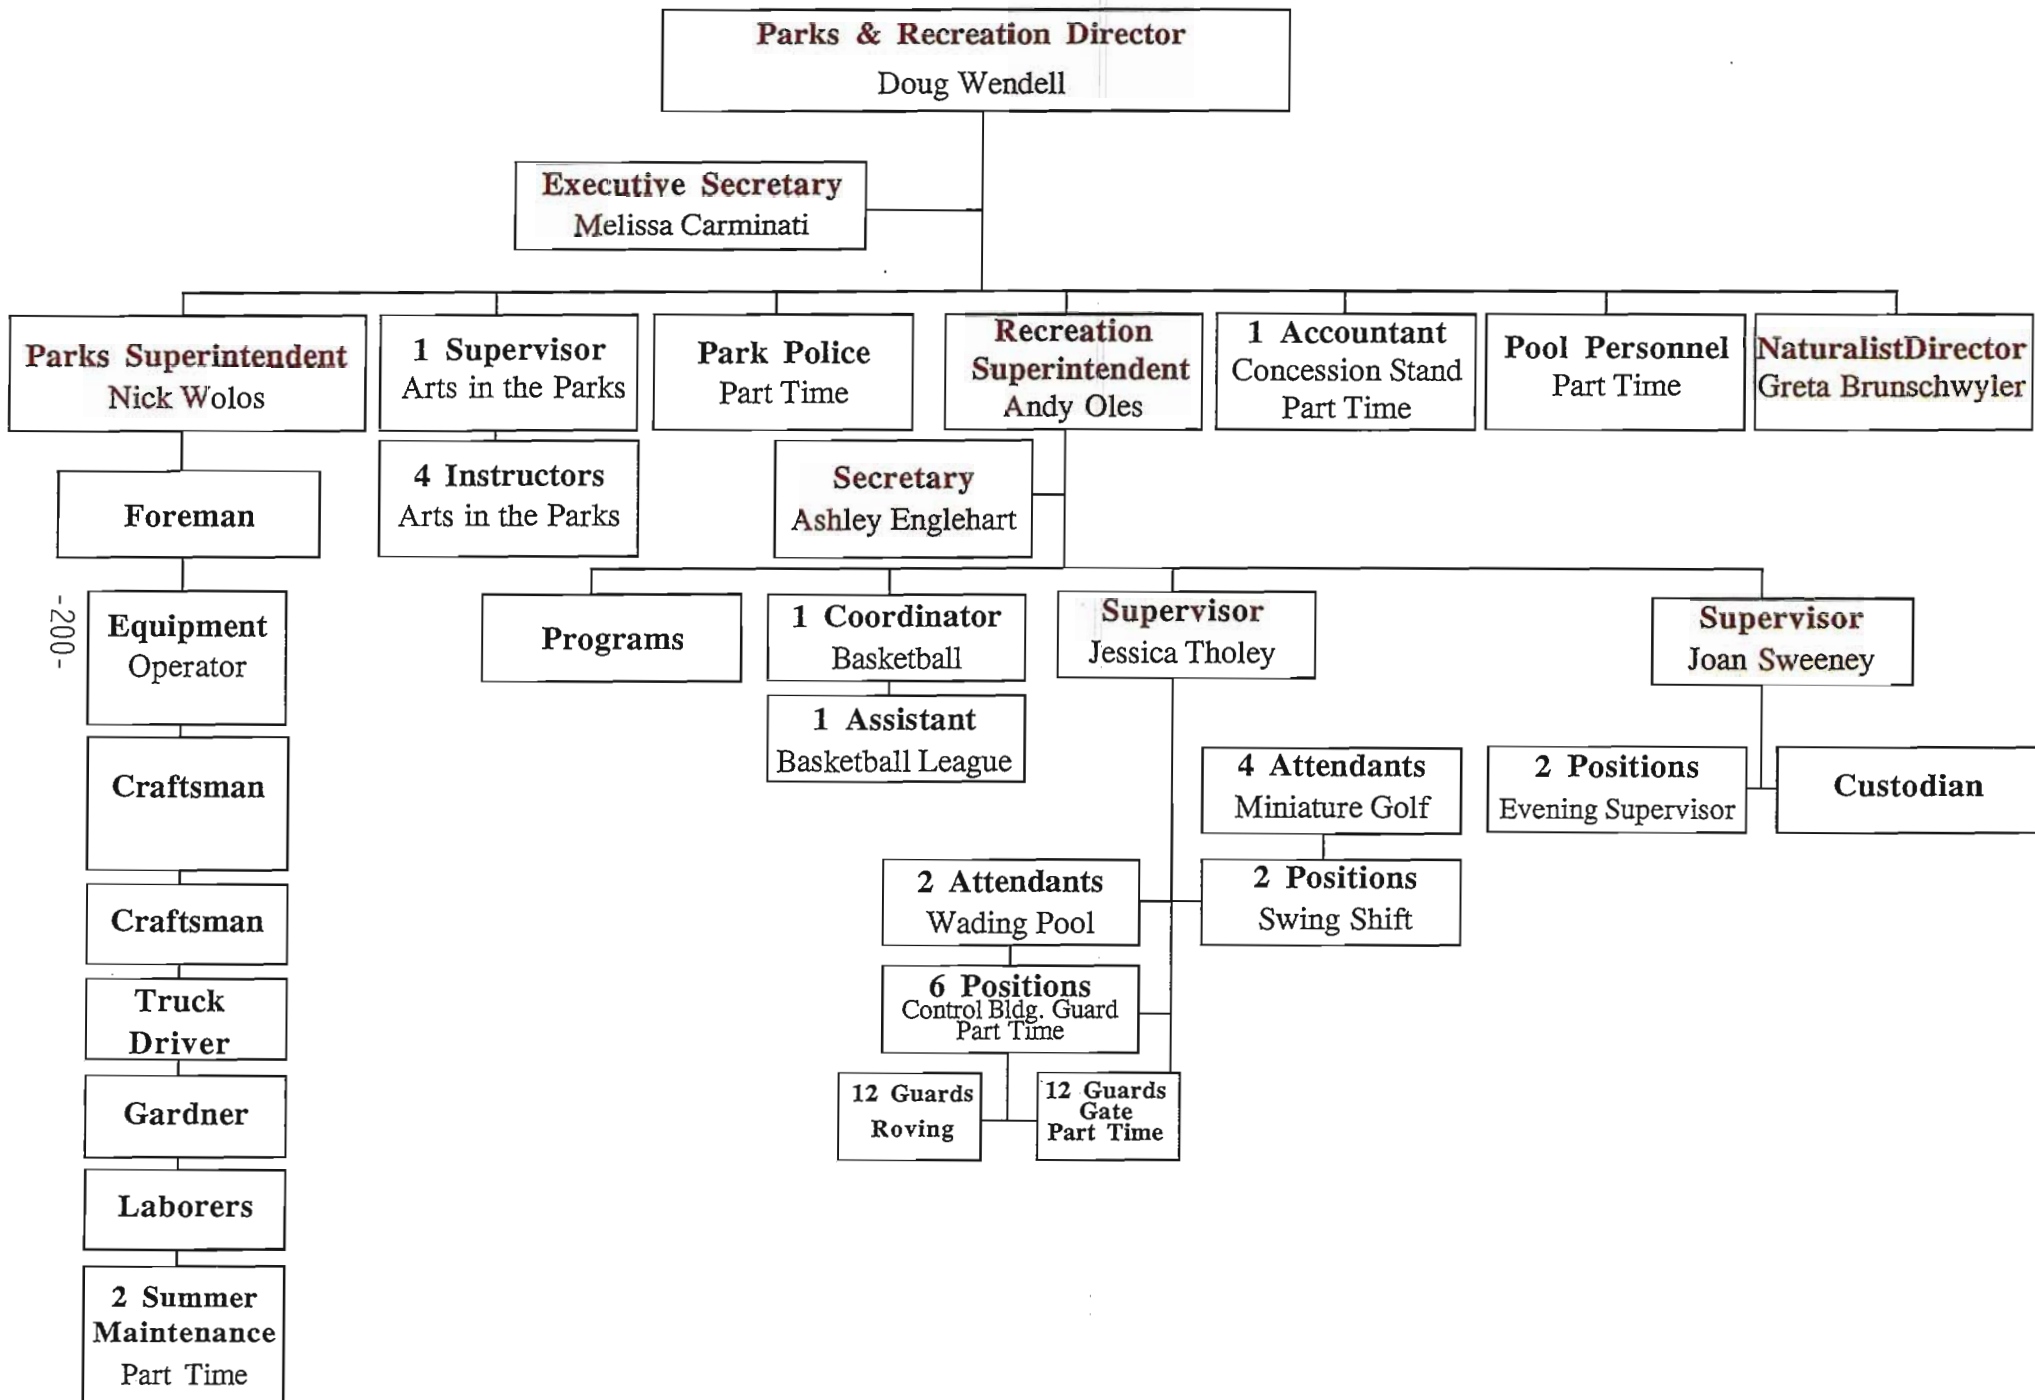 Parks & Recreation Director
Doug Wendell
Executive Secretary
Melissa Carminati
Parks Superintendent
Nick Wolos
1 Supervisor
Arts in the Parks
Park Police
Part Time
Recreation
Superintendent
Andy Oles
1 Accountant
Concession Stand
Part Time
Pool Personnel
Part Time
NaturalistDirector
Greta Brunschwyler
Foreman
4 Instructors
Arts in the Parks
Secretary
Ashley Englehart
-200-
Equipment
Operator
Programs
1 Coordinator
Basketball
Supervisor
Jessica Tholey
Supervisor
Joan Sweeney
1 Assistant
Basketball League
Craftsman
4 Attendants
Miniature Golf
2 Positions
Evening Supervisor
Custodian
Craftsman
2 Attendants
Wading Pool
2 Positions
Swing Shift
Truck
Driver
6 Positions
Control Bldg. Guard
Part Time
Gardner
12 Guards
Roving
12 Guards
Gate
Part Time
Laborers
2 Summer
Maintenance
Part Time